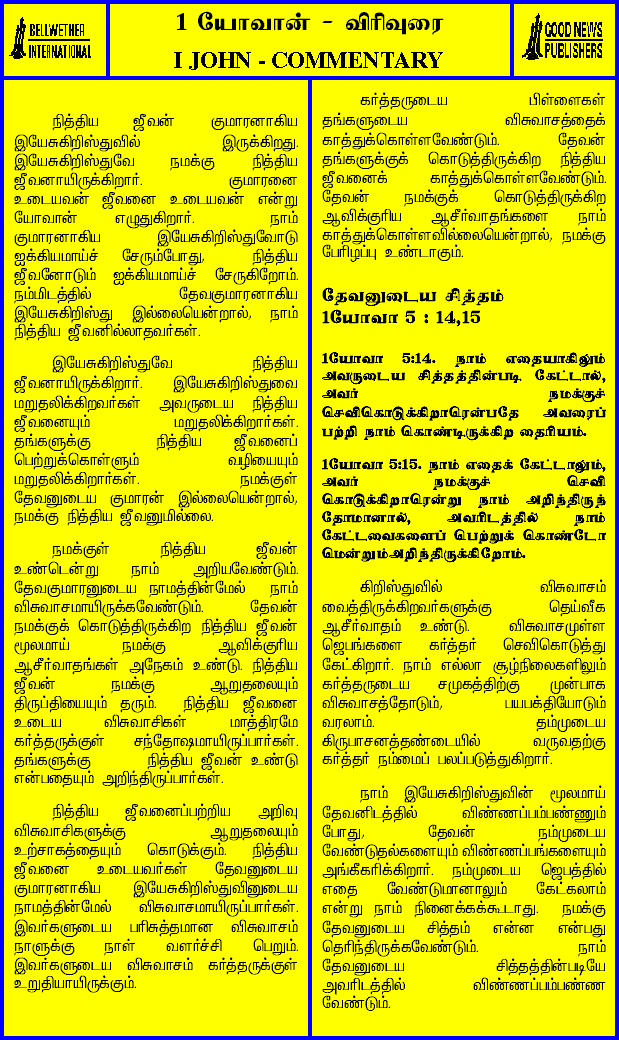 BELLWETHER
INTERNATIONAL
1 யோவான் - விரிவுரை
I JOHN - COMMENTARY
GOOD NEWS
PUBLISHERS
நித்திய ஜீவன் குமாரனாகிய
இயேசுகிறிஸ்துவில் இருக்கிறது.
இயேசுகிறிஸ்துவே நமக்கு நித்திய
ஜீவனாயிருக்கிறார். குமாரனை
உடையவன் ஜீவனை உடையவன் என்று
யோவான் எழுதுகிறார். நாம்
குமாரனாகிய இயேசுகிறிஸ்துவோடு
ஐக்கியமாய்ச் சேரும்போது, நித்திய
ஜீவனோடும் ஐக்கியமாய்ச் சேருகிறோம்.
நம்மிடத்தில் தேவகுமாரனாகிய
இயேசுகிறிஸ்து இல்லையென்றால், நாம்
நித்திய ஜீவனில்லாதவர்கள்.
இயேசுகிறிஸ்துவே நித்திய
ஜீவனாயிருக்கிறார். இயேசுகிறிஸ்துவை
மறுதலிக்கிறவர்கள் அவருடைய நித்திய
ஜீவனையும் மறுதலிக்கிறார்கள்.
தங்களுக்கு நித்திய ஜீவனைப்
பெற்றுக்கொள்ளும் வழியையும்
மறுதலிக்கிறார்கள். நமக்குள்
தேவனுடைய குமாரன் இல்லையென்றால்,
நமக்கு நித்திய ஜீவனுமில்லை.
நமக்குள் நித்திய ஜீவன்
உண்டென்று நாம் அறியவேண்டும்.
தேவகுமாரனுடைய நாமத்தின்மேல் நாம்
விசுவாசமாயிருக்கவேண்டும். தேவன்
நமக்குக் கொடுத்திருக்கிற நித்திய ஜீவன்
மூலமாய் நமக்கு ஆவிக்குரிய
ஆசீர்வாதங்கள் அநேகம் உண்டு. நித்திய
ஜீவன் நமக்கு ஆறுதலையும்
திருப்தியையும் தரும். நித்திய ஜீவனை
உடைய விசுவாசிகள் மாத்திரமே
கர்த்தருக்குள் சந்தோஷமாயிருப்பார்கள்.
தங்களுக்கு நித்திய ஜீவன் உண்டு
என்பதையும் அறிந்திருப்பார்கள்.
நித்திய ஜீவனைப்பற்றிய அறிவு
விசுவாசிகளுக்கு ஆறுதலையும்
உற்சாகத்தையும் கொடுக்கும். நித்திய
ஜீவனை உடையவர்கள் தேவனுடைய
குமாரனாகிய இயேசுகிறிஸ்துவினுடைய
நாமத்தின்மேல் விசுவாசமாயிருப்பார்கள்.
இவர்களுடைய பரிசுத்தமான விசுவாசம்
நாளுக்கு நாள் வளர்ச்சி பெறும்.
இவர்களுடைய விசுவாசம் கர்த்தருக்குள்
உறுதியாயிருக்கும்.
கர்த்தருடைய பிள்ளைகள்
தங்களுடைய விசுவாசத்தைக்
காத்துக்கொள்ளவேண்டும். தேவன்
தங்களுக்குக் கொடுத்திருக்கிற நித்திய
ஜீவனைக் காத்துக்கொள்ளவேண்டும்.
தேவன் நமக்குக் கொடுத்திருக்கிற
ஆவிக்குரிய ஆசீர்வாதங்களை நாம்
காத்துக்கொள்ளவில்லையென்றால், நமக்கு
பேரிழப்பு உண்டாகும்.
தேவனுடைய சித்தம்
1யோவா 5 : 14,15
1யோவா 5:14. நாம் எதையாகிலும்
அவருடைய சித்தத்தின்படி கேட்டால்,
அவர் நமக்குச்
செவிகொடுக்கிறாரென்பதே அவரைப்
பற்றி நாம் கொண்டிருக்கிற தைரியம்.
1யோவா 5:15. நாம் எதைக் கேட்டாலும்,
அவர் நமக்குச் செவி
கொடுக்கிறாரென்று நாம் அறிந்திருந்
தோமானால், அவரிடத்தில் நாம்
கேட்டவைகளைப் பெற்றுக் கொண்டோ
மென்றும்அறிந்திருக்கிறோம்.
கிறிஸ்துவில் விசுவாசம்
வைத்திருக்கிறவர்களுக்கு தெய்வீக
ஆசீர்வாதம் உண்டு. விசுவாசமுள்ள
ஜெபங்களை கர்த்தர் செவிகொடுத்து
கேட்கிறார். நாம் எல்லா சூழ்நிலைகளிலும்
கர்த்தருடைய சமுகத்திற்கு முன்பாக
விசுவாசத்தோடும், பயபக்தியோடும்
வரலாம். தம்முடைய
கிருபாசனத்தண்டையில் வருவதற்கு
கர்த்தர் நம்மைப் பலப்படுத்துகிறார்.
நாம் இயேசுகிறிஸ்துவின் மூலமாய்
தேவனிடத்தில் விண்ணப்பம்பண்ணும்
போது, தேவன் நம்முடைய
வேண்டுதல்களையும் விண்ணப்பங்களையும்
அங்கீகரிக்கிறார். நம்முடைய ஜெபத்தில்
எதை வேண்டுமானாலும் கேட்கலாம்
என்று நாம் நினைக்கக்கூடாது. நமக்கு
தேவனுடைய சித்தம் என்ன என்பது
தெரிந்திருக்கவேண்டும். நாம்
தேவனுடைய சித்தத்தின்படியே
அவரிடத்தில் விண்ணப்பம்பண்ண
வேண்டும்.